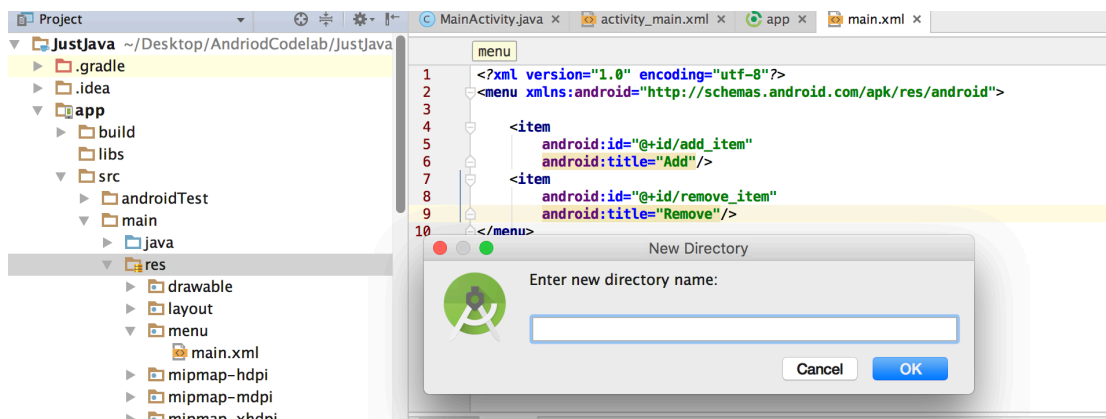 Project
MainActivity.java × activity_main.xml × app × main.xml ×
JustJava ~/Desktop/AndriodCodelab/JustJava
.gradle
.idea
app
build
libs
src
androidTest
main
java
res
drawable
layout
menu
main.xml
mipmap-hdpi
mipmap-mdpi
mipmap-xhdpi
menu
1 <?xml version="1.0" encoding="utf-8"?>
2 <menu xmlns:android="http://schemas.android.com/apk/res/android">
3
4 <item
5 android:id="@+id/add_item"
6 android:title="Add"/>
7 <item
8 android:id="@+id/remove_item"
9 android:title="Remove"/>
10 </menu>
New Directory
Enter new directory name:
Cancel OK